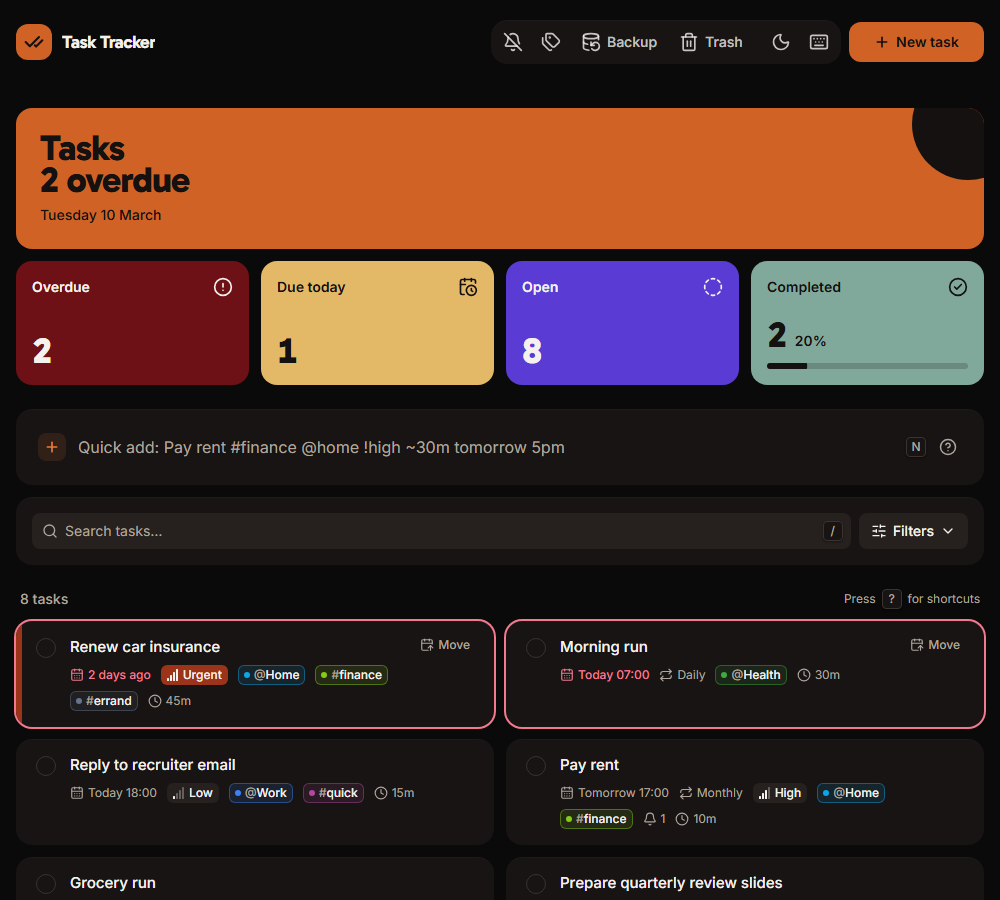 Task Tracker
Backup
Trash
New task
Tasks
2 overdue
Tuesday 10 March
Overdue
2
Due today
1
Open
8
Completed
2 20%
Quick add: Pay rent #finance @home !high ~30m tomorrow 5pm
N
Search tasks...
/
Filters
8 tasks
Press ? for shortcuts
Renew car insurance
Move
2 days ago Urgent @Home #finance
#errand 45m
Morning run
Move
Today 07:00 Daily @Health 30m
Reply to recruiter email
Today 18:00 Low @Work #quick 15m
Pay rent
Tomorrow 17:00 Monthly High @Home
#finance 1 10m
Grocery run
Prepare quarterly review slides